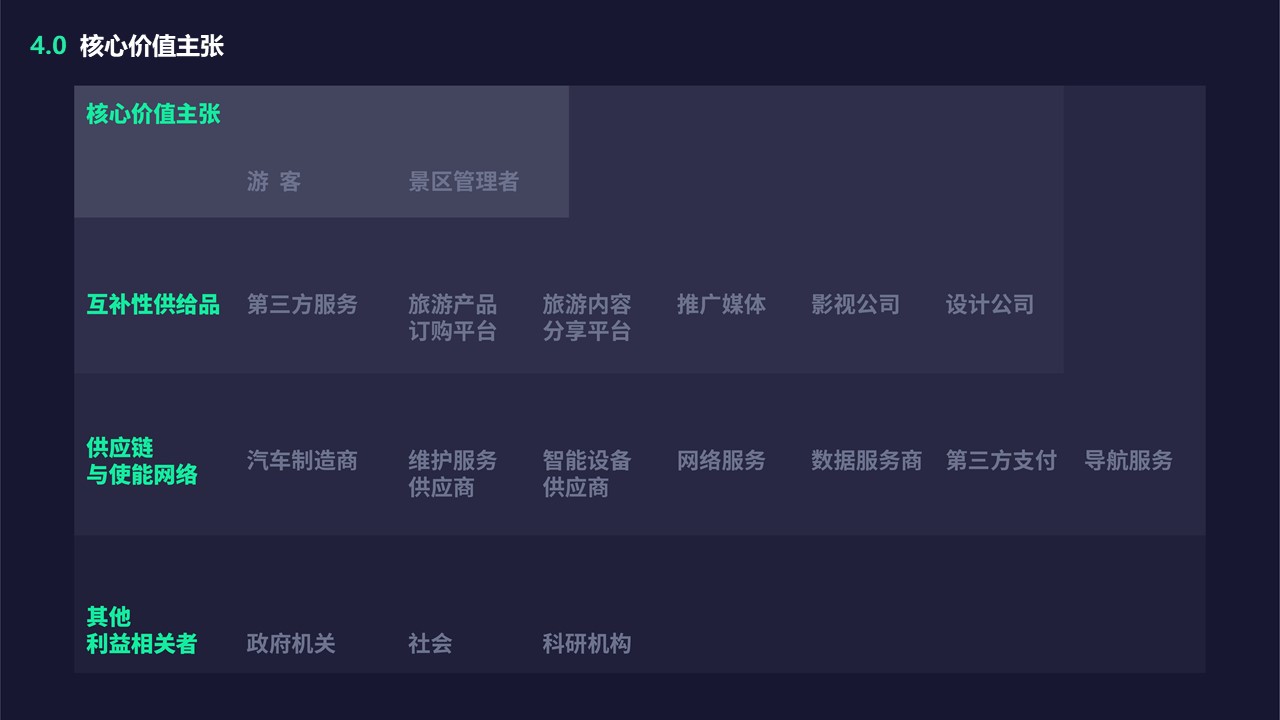 4.0 核心价值主张
核心价值主张
游 客 景区管理者
互补性供给品 第三方服务 旅游产品 旅游内容 推广媒体 影视公司 设计公司
订购平台 分享平台
供应链
与使能网络
汽车制造商 维护服务 智能设备 网络服务 数据服务商 第三方支付 导航服务
供应商 供应商
其他
利益相关者 政府机关 社会 科研机构